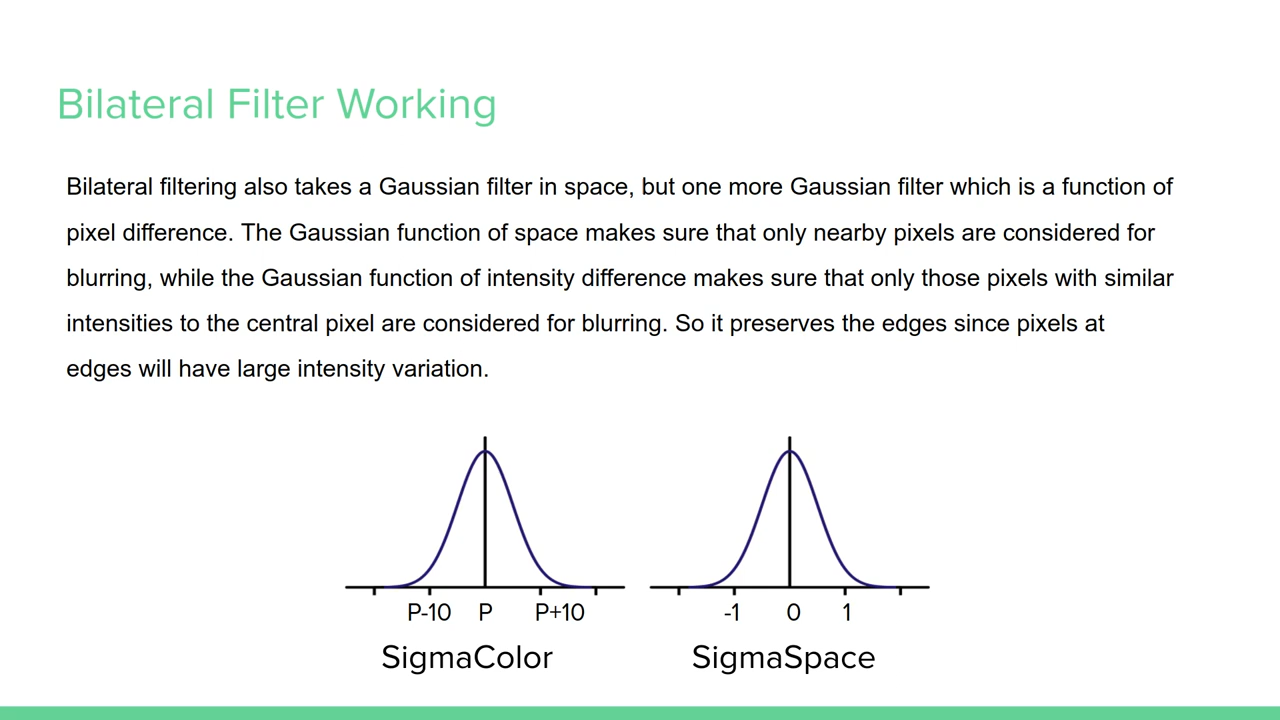 Bilateral Filter Working
Bilateral filtering also takes a Gaussian filter in space, but one more Gaussian filter which is a function of
pixel difference. The Gaussian function of space makes sure that only nearby pixels are considered for
blurring, while the Gaussian function of intensity difference makes sure that only those pixels with similar
intensities to the central pixel are considered for blurring. So it preserves the edges since pixels at
edges will have large intensity variation.
P-10 P P+10
SigmaColor
-1 0 1
SigmaSpace